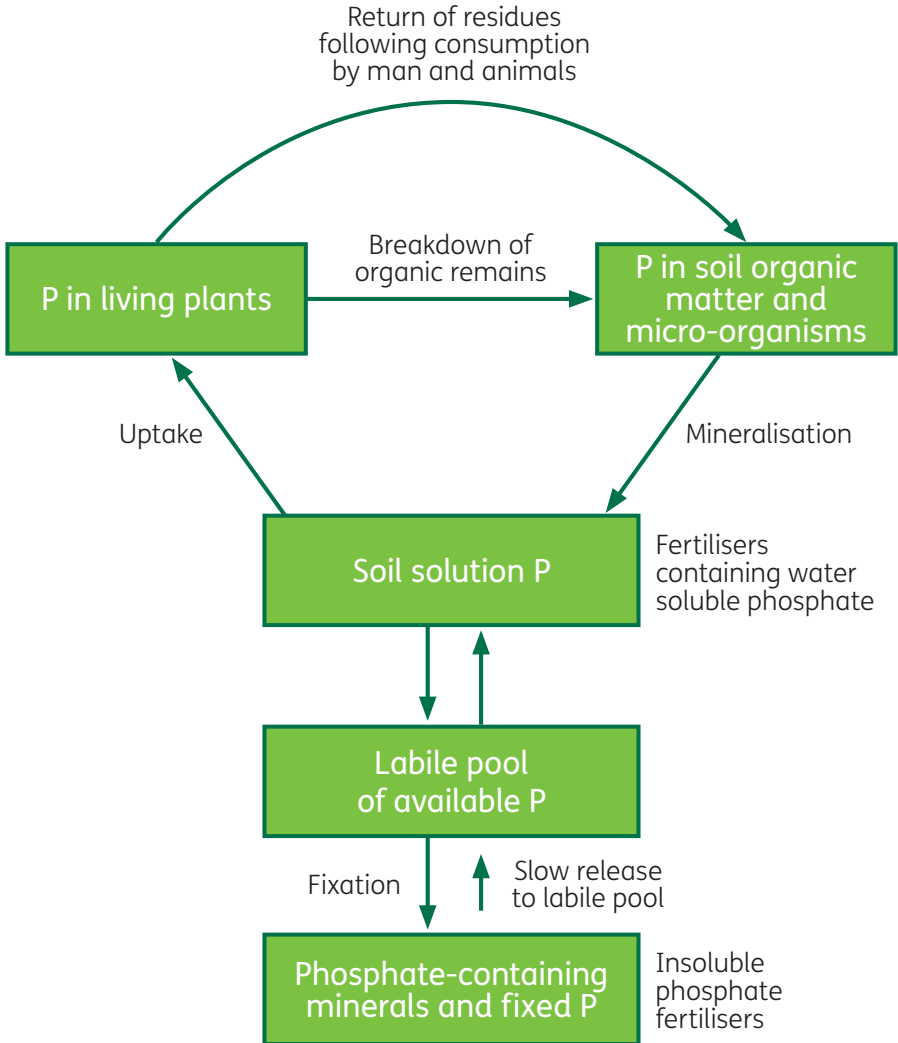 Return of residues
following consumption
by man and animals
Breakdown of
organic remains
P in living plants
P in soil organic
matter and
micro-organisms
Uptake
Mineralisation
Soil solution P
Fertilisers
containing water
soluble phosphate
Labile pool
of available P
Fixation
Slow release
to labile pool
Phosphate-containing
minerals and fixed P
Insoluble
phosphate
fertilisers